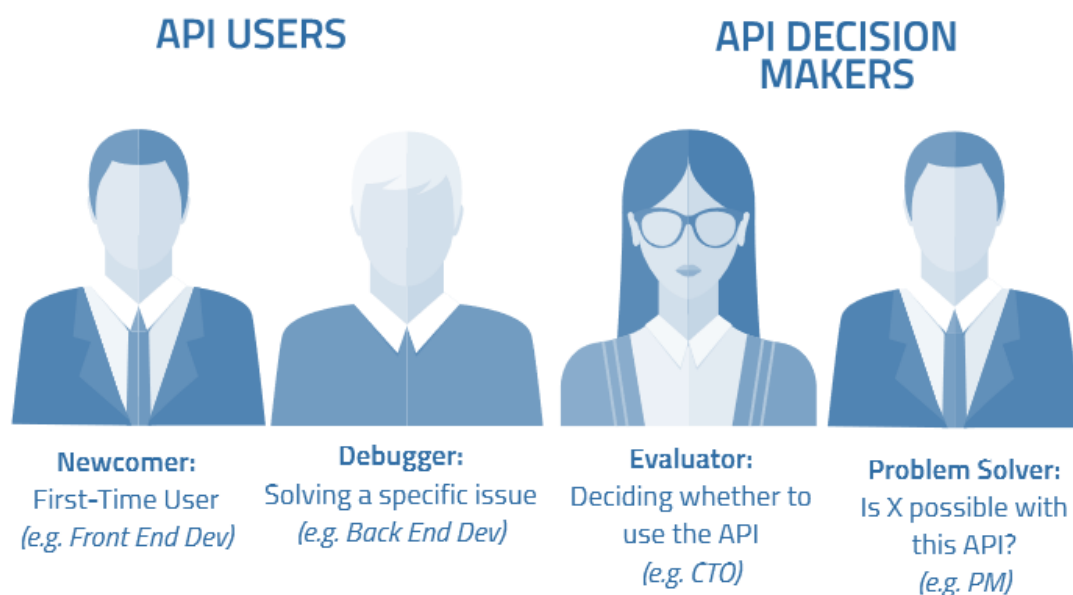 API USERS
API DECISION
MAKERS
Newcomer:
First-Time User
(e.g. Front End Dev)
Debugger:
Solving a specific issue
(e.g. Back End Dev)
Evaluator:
Deciding whether to
use the API
(e.g. CTO)
Problem Solver:
Is X possible with
this API?
(e.g. PM)